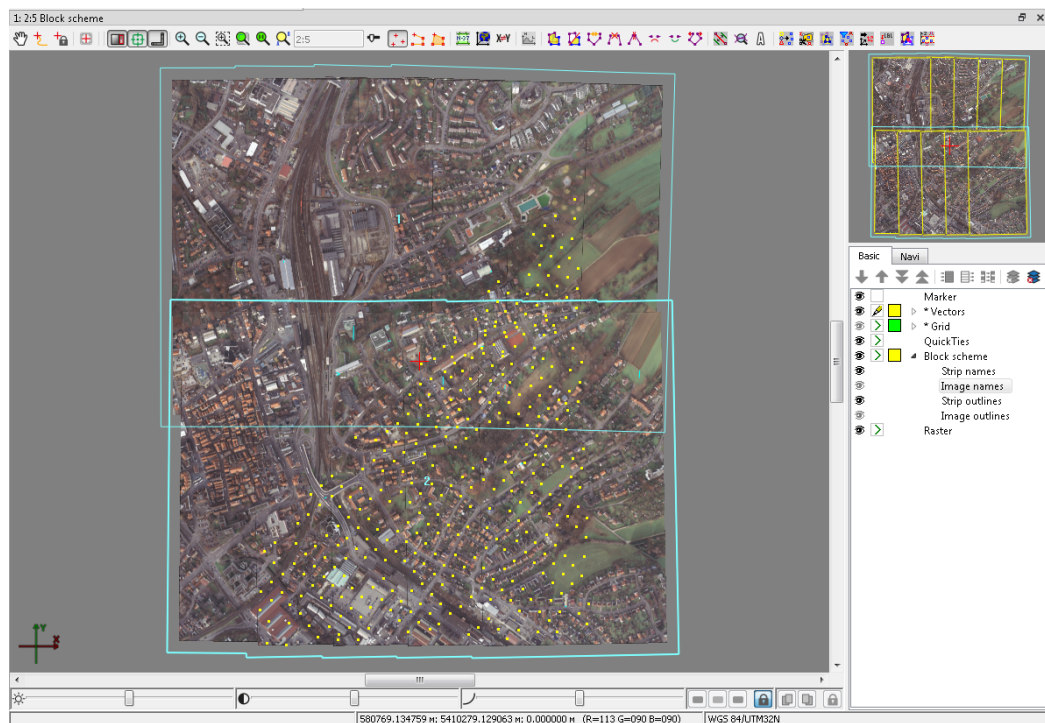 1: 2:5 Block scheme
2:5
1
2
Basic
Navi
Marker
* Vectors
* Grid
QuickTies
Block scheme
Strip names
Image names
Strip outlines
Image outlines
Raster
Y
X
580769.134759 м; 5410279.129063 м; 0.000000 м (R=113 G=090 B=090)
WGS 84/UTM32N